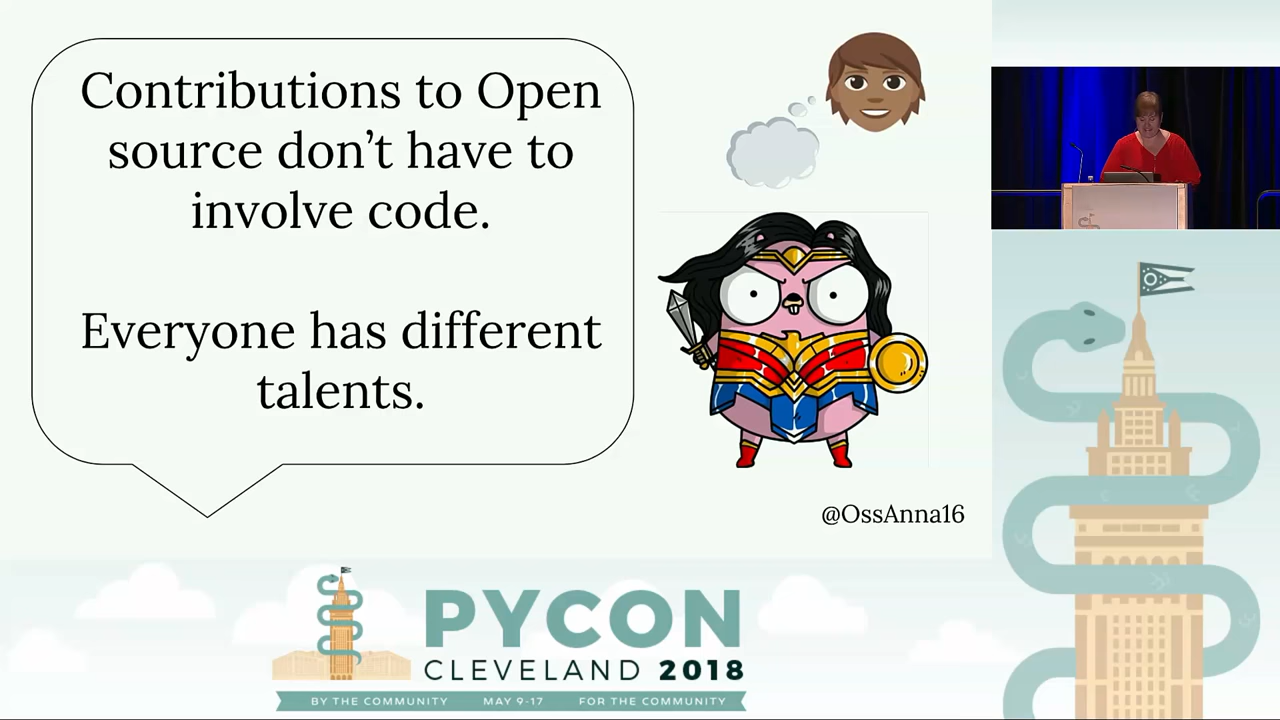 Contributions to Open
source don’t have to
involve code.
Everyone has different
talents.
@OssAnna16
PYCON
CLEVELAND 2018
BY THE COMMUNITY MAY 9-17 FOR THE COMMUNITY